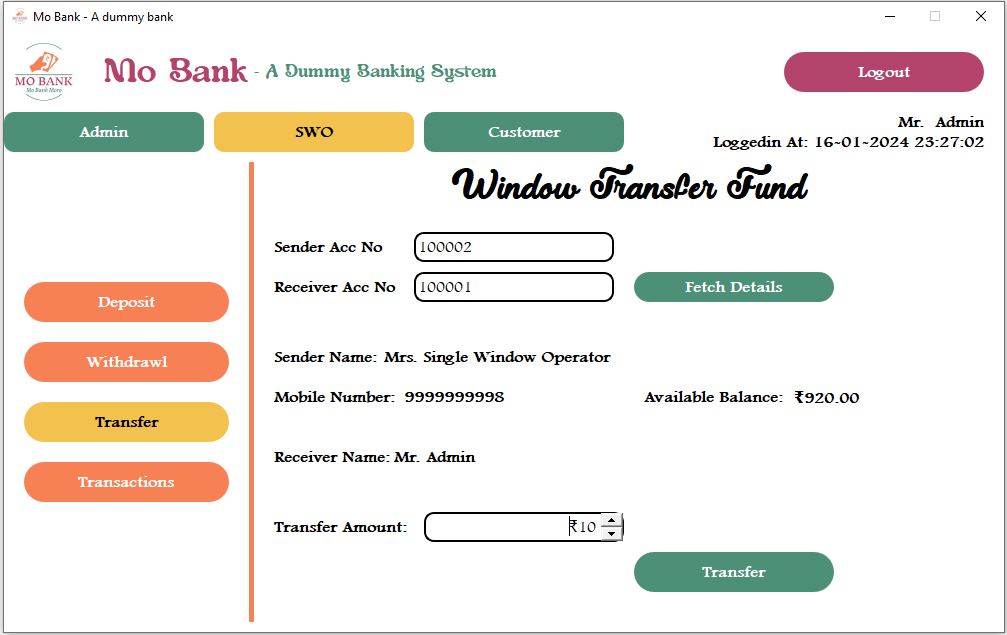 Mo Bank - A dummy bank
MO BANK
Mo Bank More
Mo Bank - A Dummy Banking System
Logout
Admin
SWO
Customer
Mr. Admin
Loggedin At: 16-01-2024 23:27:02
Window Transfer Fund
Sender Acc No 100002
Receiver Acc No 100001 Fetch Details
Deposit
Withdrawl
Transfer
Transactions
Sender Name: Mrs. Single Window Operator
Mobile Number: 9999999998 Available Balance: ₹920.00
Receiver Name: Mr. Admin
Transfer Amount: ₹10
Transfer